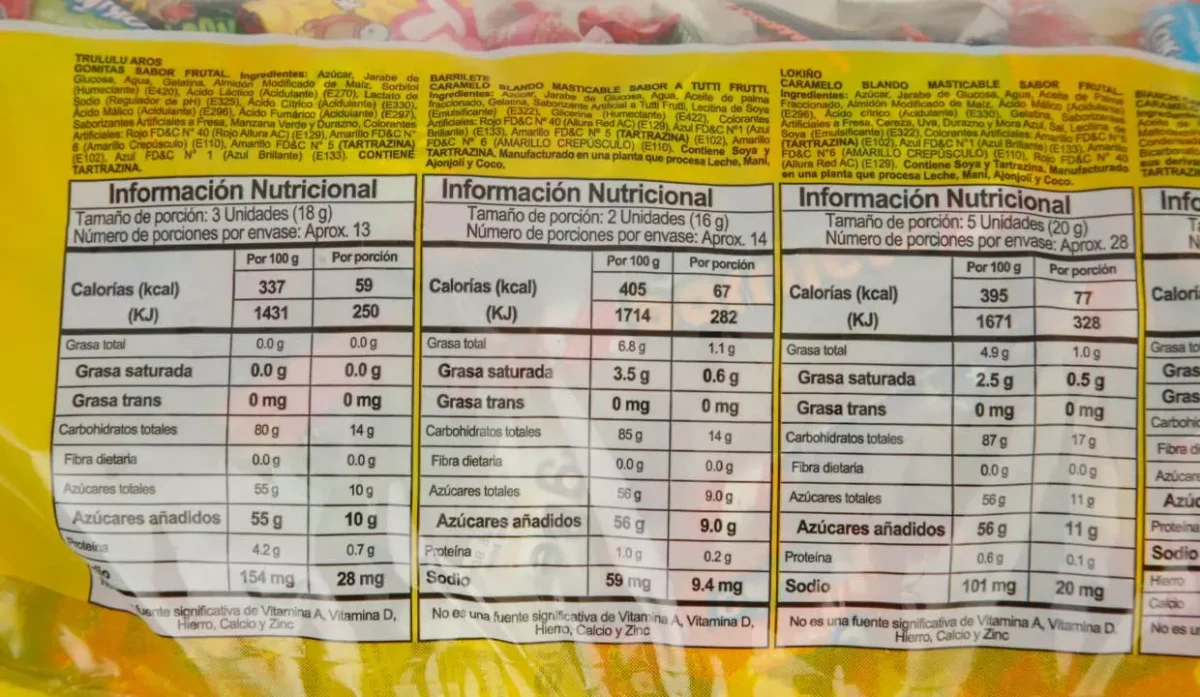 TRULULU AROS
GOMITAS SABOR FRUTAL. Ingredientes: Azúcar, Jarabe de
Glucosa, Agua, Gelatina, Almidón Modificado de Maíz, Sorbitol
(Humectante) (E420), Ácido Láctico (Acidulante) (E270), Lactato de
Sodio (Regulador de pH) (E325), Ácido Cítrico (Acidulante) (E330),
Ácido Málico (Acidulante) (E296), Ácido Fumárico (Acidulante) (E297),
Saborizantes Artificiales a Fresa, Manzana Verde y Durazno, Colorantes
Artificiales: Rojo FD&C N° 40 (Rojo Allura AC) (E129), Amarillo FD&C N°
6 (Amarillo Crepúsculo) (E110), Amarillo FD&C N° 5 (TARTRAZINA)
(E102), Azul FD&C N° 1 (Azul Brillante) (E133). CONTIENE
TARTRAZINA.
Información Nutricional
Tamaño de porción: 3 Unidades (18 g)
Número de porciones por envase: Aprox. 13
Por 100 g Por porción
Calorías (kcal) 337 59
(KJ) 1431 250
Grasa total 0.0 g 0.0 g
Grasa saturada 0.0 g 0.0 g
Grasa trans 0 mg 0 mg
Carbohidratos totales 80 g 14 g
Fibra dietaria 0.0 g 0.0 g
Azúcares totales 55 g 10 g
Azúcares añadidos 55 g 10 g
Proteína 4.2 g 0.7 g
154 mg 28 mg
significativa de Vitamina A, Vitamina D,
Hierro, Calcio y Zinc
BARRILETE
CARAMELO BLANDO MASTICABLE SABOR A TUTTI FRUTTI.
Ingredientes: Azúcar, Jarabe de Glucosa, Agua, Aceite de palma
fraccionado, Gelatina, Saborizante Artificial a Tutti Frutti, Lecitina de Soya
(Emulsificante) (E322), Glicerina (Humectante) (E422), Colorantes
Artificiales: Rojo FD&C N° 40 (Allura Red AC) (E129), Azul FD&C N°1 (Azul
Brillante) (E133), Amarillo FD&C N° 5 (TARTRAZINA) (E102), Amarillo
FD&C N° 6 (AMARILLO CREPÚSCULO) (E110). Contiene Soya y
TARTRAZINA. Manufacturado en una planta que procesa Leche, Maní,
Ajonjolí y Coco.
Información Nutricional
Tamaño de porción: 2 Unidades (16 g)
Número de porciones por envase: Aprox. 14
Por 100 g Por porción
Calorías (kcal) 405 67
(KJ) 1714 282
Grasa total 6.8 g 1.1 g
Grasa saturada 3.5 g 0.6 g
Grasa trans 0 mg 0 mg
Carbohidratos totales 85 g 14 g
Fibra dietaria 0.0 g 0.0 g
Azúcares totales 56 g 9.0 g
Azúcares añadidos 56 g 9.0 g
Proteína 1.0 g 0.2 g
Sodio 59 mg 9.4 mg
No es una fuente significativa de Vitamina A, Vitamina D,
Hierro, Calcio y Zinc
LOKIÑO
CARAMELO BLANDO MASTICABLE SABOR FRUTAL.
Ingredientes: Azúcar, Jarabe de Glucosa, Agua, Aceite de Palma
Fraccionado, Almidón Modificado de Maíz, Ácido Málico
(E296), Ácido cítrico (Acidulante) (E330), Gelatina,
Artificiales a Fresa, Cereza, Uva, Durazno y Mora Azul, Sal,
Soya (Emulsificante) (E322), Colorantes Artificiales: Amarillo FD&C N°5
(TARTRAZINA) (E102), Azul FD&C N°1 (Azul Brillante) (E133), Amarillo
FD&C N°6 (AMARILLO CREPÚSCULO) (E110), Rojo FD&C N° 40
(Allura Red AC) (E129). Contiene Soya y Tartrazina. Manufacturado
en una planta que procesa Leche, Maní, Ajonjolí y Coco.
Información Nutricional
Tamaño de porción: 5 Unidades (20 g)
Número de porciones por envase: Aprox. 28
Por 100 g Por porción
Calorías (kcal) 395 77
(KJ) 1671 328
Grasa total 4.9 g 1.0 g
Grasa saturada 2.5 g 0.5 g
Grasa trans 0 mg 0 mg
Carbohidratos totales 87 g 17 g
Fibra dietaria 0.0 g 0.0 g
Azúcares totales 56 g 11 g
Azúcares añadidos 56 g 11 g
Proteína 0.6 g 0.1 g
Sodio 101 mg 20 mg
No es una fuente significativa de Vitamina A, Vitamina D,
Hierro, Calcio y Zinc
Info
Calorí
Grasa to
Gras
Gras
Carbohid
Fibra di
Azúcare
Azúc
Proteína
Sodio
Hierro
Calcio
No es u